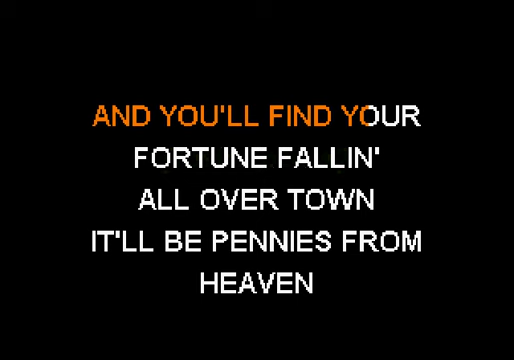 AND YOU'LL FIND YOUR
FORTUNE FALLIN'
ALL OVER TOWN
IT'LL BE PENNIES FROM
HEAVEN